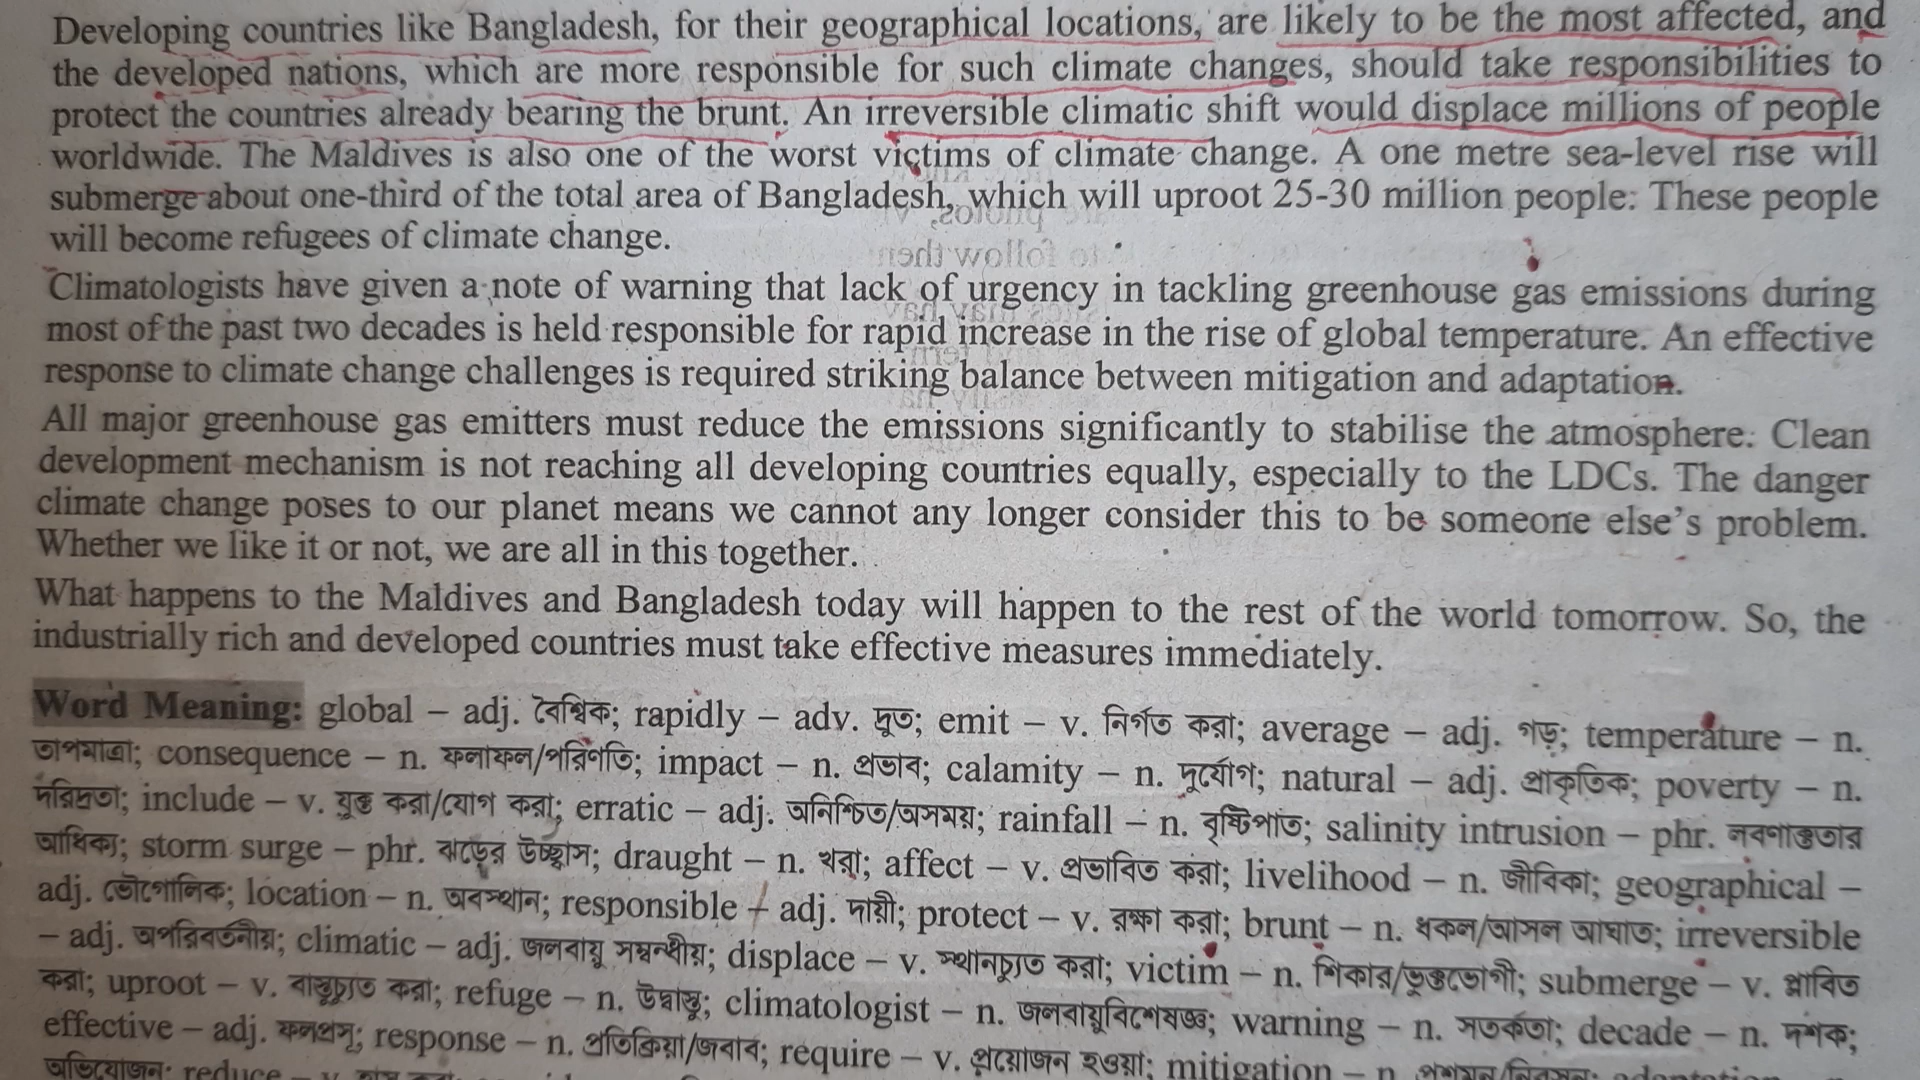 Developing countries like Bangladesh, for their geographical locations, are likely to be the most affected, and
the developed nations, which are more responsible for such climate changes, should take responsibilities to
protect the countries already bearing the brunt. An irreversible climatic shift would displace millions of people
worldwide. The Maldives is also one of the worst victims of climate change. A one metre sea-level rise will
submerge about one-third of the total area of Bangladesh, which will uproot 25-30 million people. These people
will become refugees of climate change.
Climatologists have given a note of warning that lack of urgency in tackling greenhouse gas emissions during
most of the past two decades is held responsible for rapid increase in the rise of global temperature. An effective
response to climate change challenges is required striking balance between mitigation and adaptation.
All major greenhouse gas emitters must reduce the emissions significantly to stabilise the atmosphere. Clean
development mechanism is not reaching all developing countries equally, especially to the LDCs. The danger
climate change poses to our planet means we cannot any longer consider this to be someone else's problem.
Whether we like it or not, we are all in this together.
What happens to the Maldives and Bangladesh today will happen to the rest of the world tomorrow. So, the
industrially rich and developed countries must take effective measures immediately.
Word Meaning: global – adj. বৈশ্বিক; rapidly – adv. দ্রুত; emit – v. নির্গত করা; average – adj. গড়; temperature – n.
তাপমাত্রা; consequence – n. ফলাফল/পরিণতি; impact – n. প্রভাব; calamity – n. দুর্যোগ; natural – adj. প্রাকৃতিক; poverty – n.
দরিদ্রতা; include – v. যুক্ত করা/যোগ করা; erratic – adj. অনিশ্চিত/অসময়; rainfall – n. বৃষ্টিপাত; salinity intrusion – phr. লবণাক্ততার
আধিক্য; storm surge – phr. ঝড়ের উচ্ছ্বাস; draught – n. খরা; affect – v. প্রভাবিত করা; livelihood – n. জীবিকা; geographical –
adj. ভৌগোলিক; location – n. অবস্থান; responsible – adj. দায়ী; protect – v. রক্ষা করা; brunt – n. ধকল/আসল আঘাত; irreversible
– adj. অপরিবর্তনীয়; climatic – adj. জলবায়ু সম্বন্ধীয়; displace – v. স্থানচ্যুত করা; victim – n. শিকার/ভুক্তভোগী; submerge – v. প্লাবিত
করা; uproot – v. বাস্তুচ্যুত করা; refuge – n. উদ্বাস্তু; climatologist – n. জলবায়ুবিশেষজ্ঞ; warning – n. সতর্কতা; decade – n. দশক;
effective – adj. ফলপ্রসূ; response – n. প্রতিক্রিয়া/জবাব; require – v. প্রয়োজন হওয়া; mitigation – n. প্রশমন/নিরসন; adaptation
অভিযোজন; reduce – v.